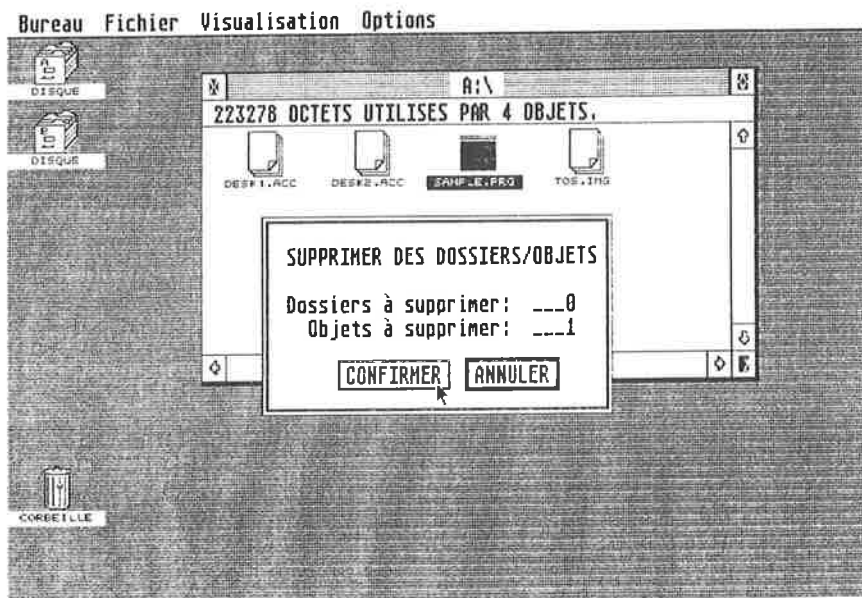 Bureau Fichier Visualisation Options
A
DISQUE
B
DISQUE
A:\
223278 OCTETS UTILISES PAR 4 OBJETS.
DESK1.ACC DESK2.ACC SAMPLE.PRG TOS.IMG
SUPPRIMER DES DOSSIERS/OBJETS
Dossiers à supprimer: ___0
Objets à supprimer: ___1
CONFIRMER ANNULER
CORBEILLE